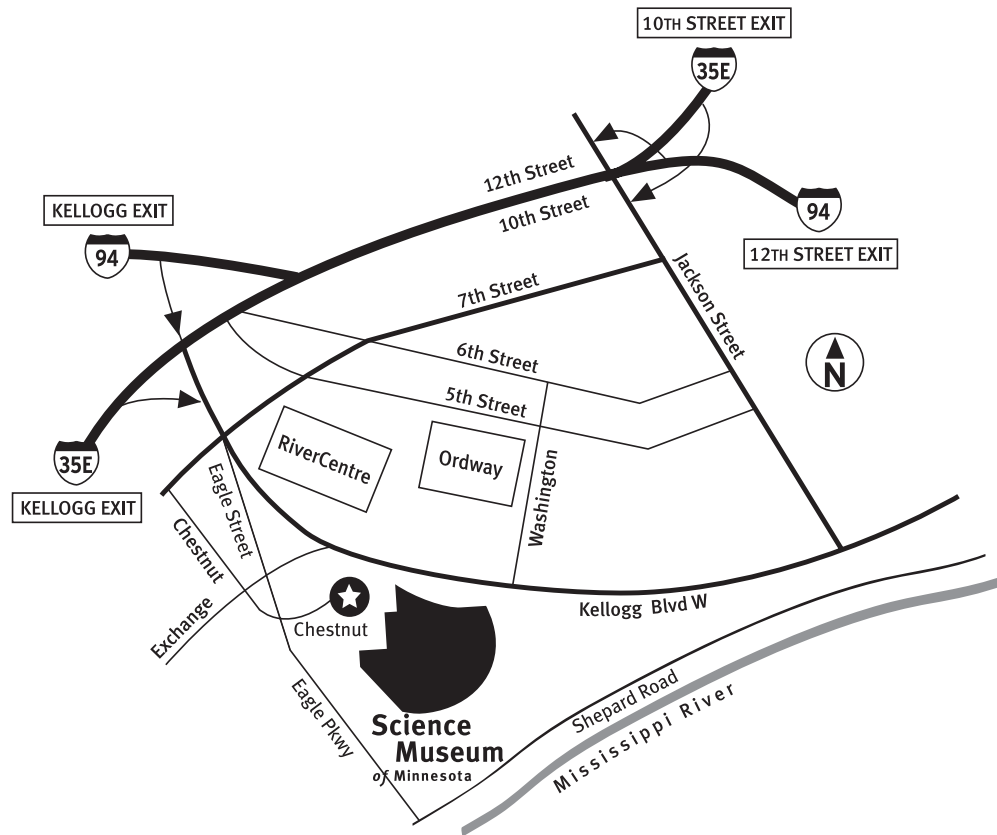 10TH STREET EXIT
35E
12th Street
10th Street
KELLOGG EXIT
94
94
12TH STREET EXIT
7th Street
Jackson Street
6th Street
N
5th Street
RiverCentre
Ordway
35E
KELLOGG EXIT
Eagle Street
Washington
Chestnut
Exchange
Chestnut
Kellogg Blvd W
Eagle Pkwy
Shepard Road
Mississippi River
Science
Museum
of Minnesota